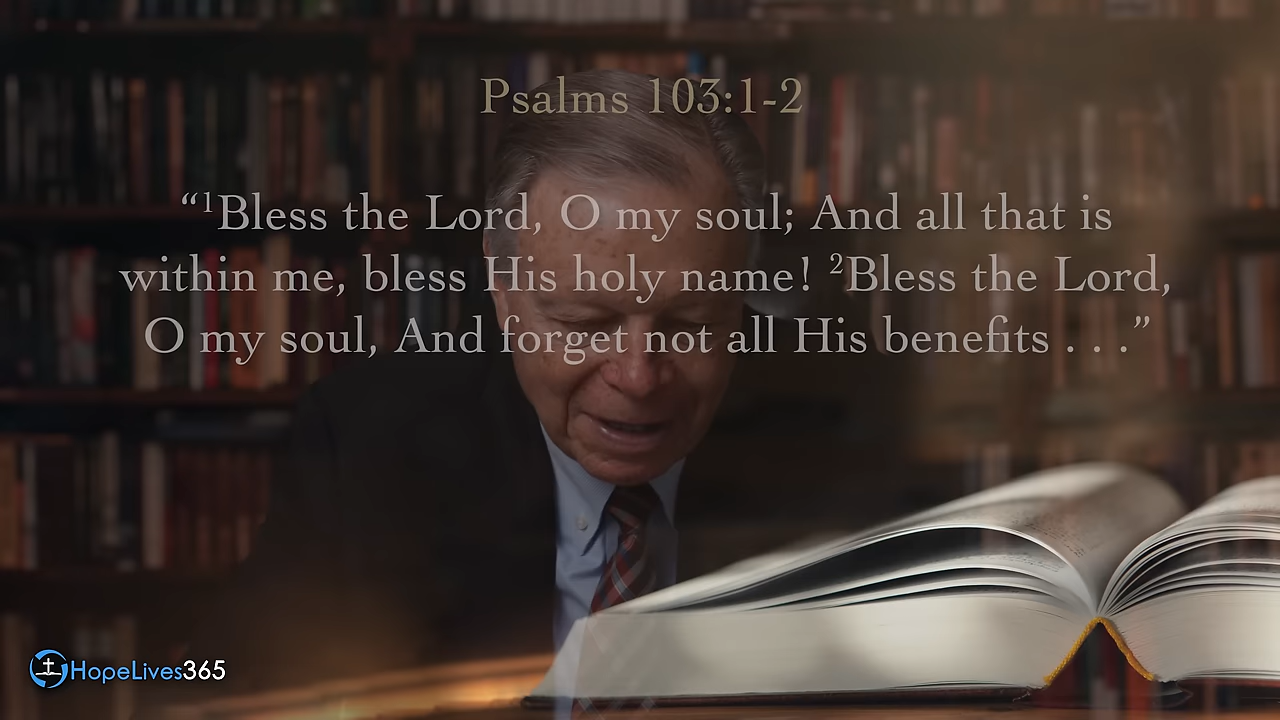 Psalms 103:1-2
“¹Bless the Lord, O my soul; And all that is
within me, bless His holy name! ²Bless the Lord,
O my soul, And forget not all His benefits . . .”
HopeLives365